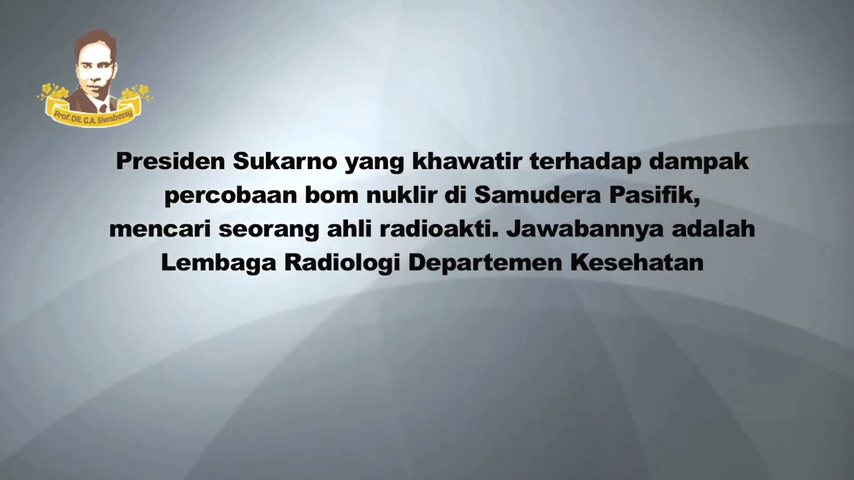 Prof. DR. C.A. Siwabessy
Presiden Sukarno yang khawatir terhadap dampak
percobaan bom nuklir di Samudera Pasifik,
mencari seorang ahli radioakti. Jawabannya adalah
Lembaga Radiologi Departemen Kesehatan